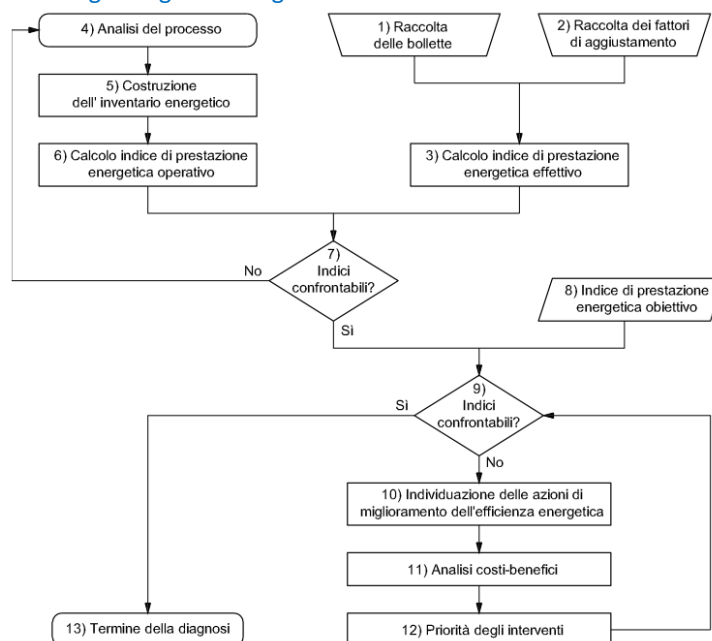 4) Analisi del processo
1) Raccolta
delle bollette
2) Raccolta dei fattori
di aggiustamento
5) Costruzione
dell' inventario energetico
6) Calcolo indice di prestazione
energetica operativo
3) Calcolo indice di prestazione
energetica effettivo
7)
Indici
confrontabili?
No
Sì
8) Indice di prestazione
energetica obiettivo
9)
Indici
confrontabili?
Sì
No
10) Individuazione delle azioni di
miglioramento dell'efficienza energetica
11) Analisi costi-benefici
12) Priorità degli interventi
13) Termine della diagnosi